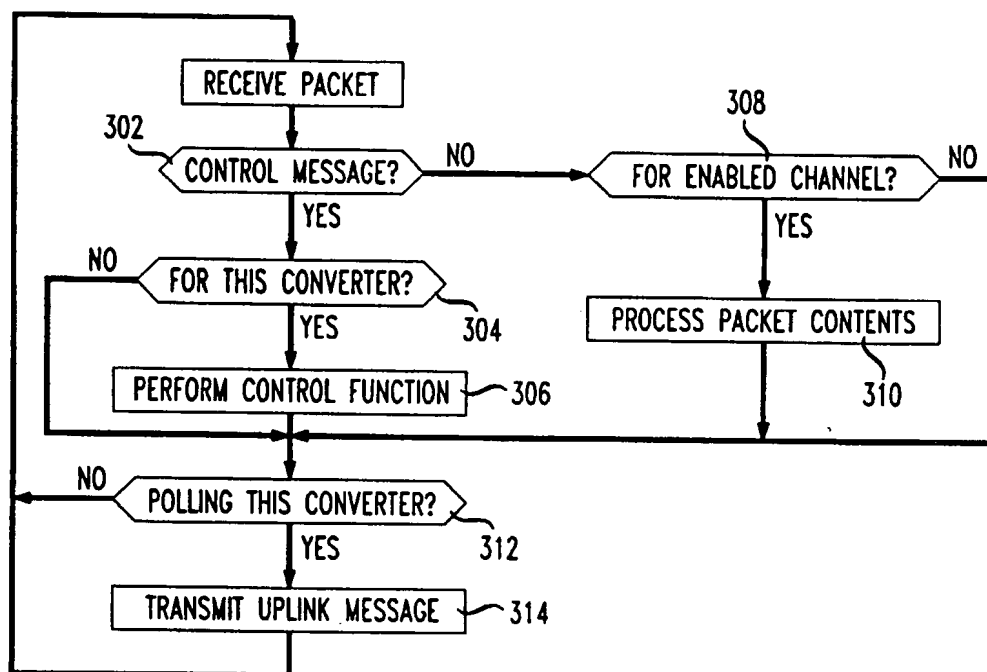 RECEIVE PACKET
302
CONTROL MESSAGE?
NO
308
FOR ENABLED CHANNEL?
NO
YES
YES
NO
FOR THIS CONVERTER?
304
YES
PROCESS PACKET CONTENTS
310
PERFORM CONTROL FUNCTION
306
NO
POLLING THIS CONVERTER?
312
YES
TRANSMIT UPLINK MESSAGE
314